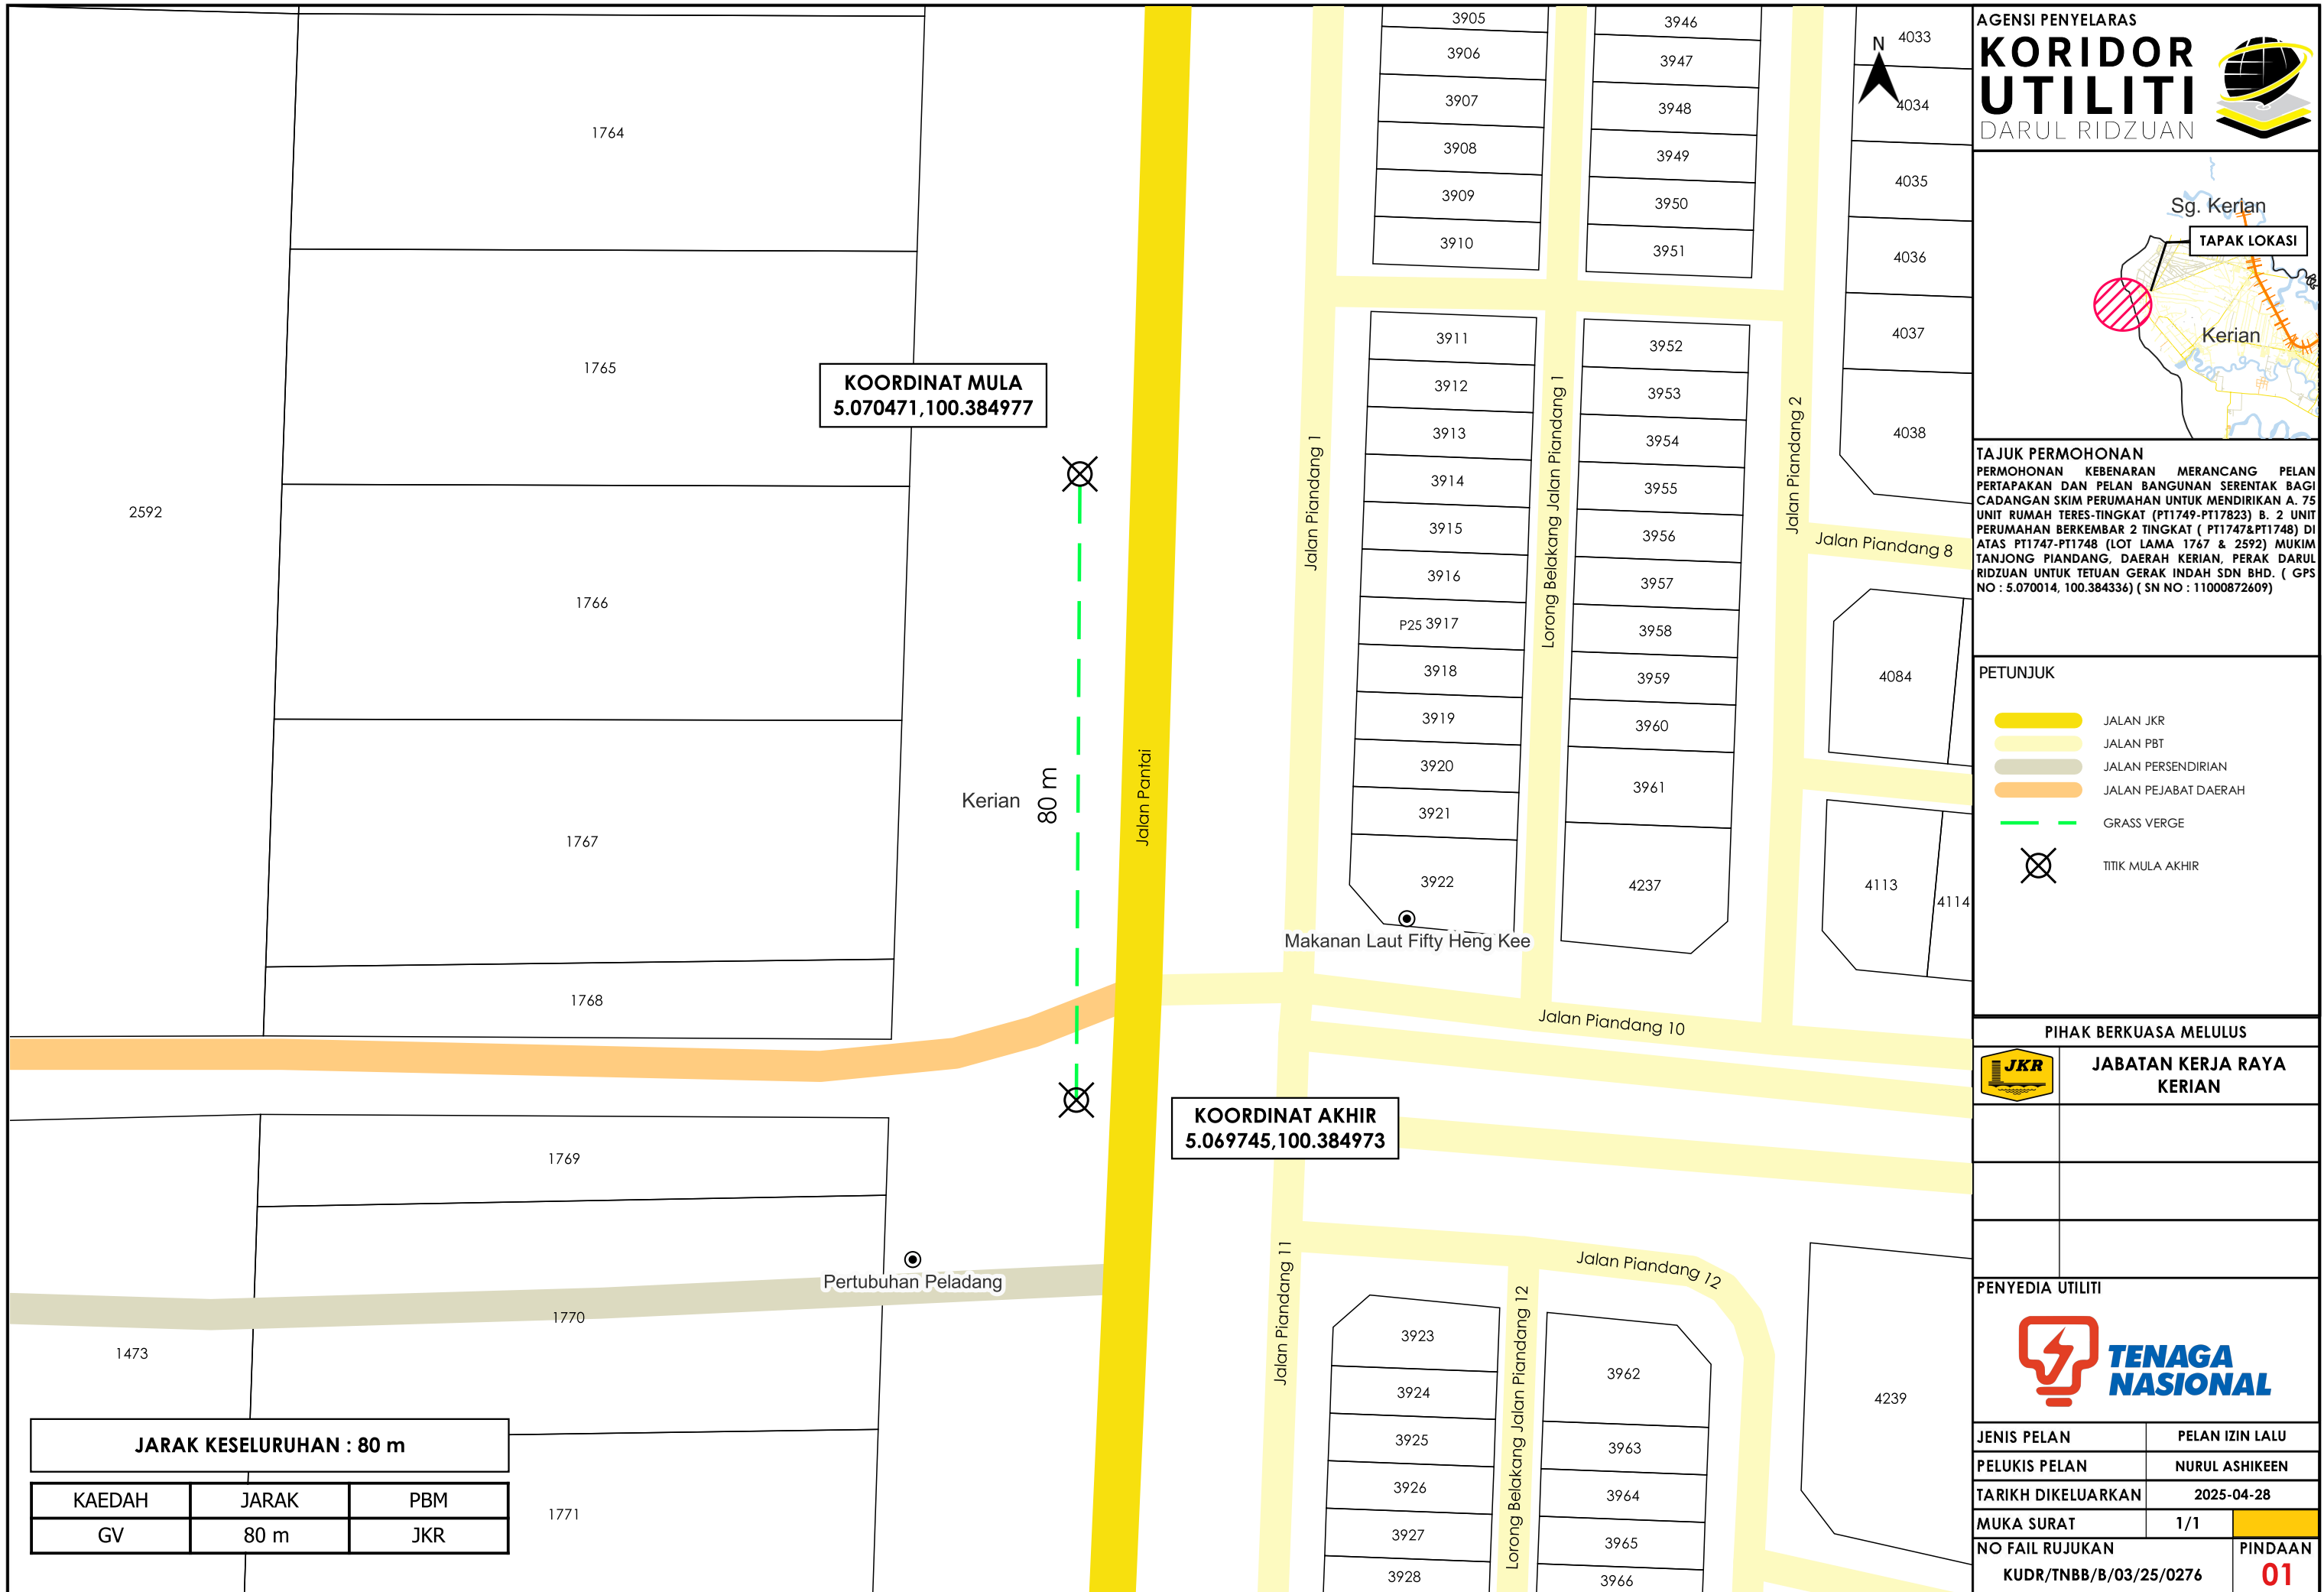 1764
1765
1766
1767
1768
1769
1770
1771
2592
1473
KOORDINAT MULA
5.070471,100.384977
Kerian
80 m
Jalan Pantai
KOORDINAT AKHIR
5.069745,100.384973
Pertubuhan Peladang
Makanan Laut Fifty Heng Kee
Jalan Piandang 1
Lorong Belakang Jalan Piandang 1
Jalan Piandang 2
Jalan Piandang 8
Jalan Piandang 10
Jalan Piandang 11
Jalan Piandang 12
Lorong Belakang Jalan Piandang 12
3905
3906
3907
3908
3909
3910
3911
3912
3913
3914
3915
3916
P25 3917
3918
3919
3920
3921
3922
3946
3947
3948
3949
3950
3951
3952
3953
3954
3955
3956
3957
3958
3959
3960
3961
4237
N
4033
4034
4035
4036
4037
4038
4084
4113
4114
3923
3924
3925
3926
3927
3928
3962
3963
3964
3965
3966
4239
JARAK KESELURUHAN : 80 m
KAEDAH JARAK PBM
GV 80 m JKR
AGENSI PENYELARAS
KORIDOR
UTILITI
DARUL RIDZUAN
Sg. Kerian
TAPAK LOKASI
Kerian
TAJUK PERMOHONAN
PERMOHONAN KEBENARAN MERANCANG PELAN
PERTAPAKAN DAN PELAN BANGUNAN SERENTAK BAGI
CADANGAN SKIM PERUMAHAN UNTUK MENDIRIKAN A. 75
UNIT RUMAH TERES-TINGKAT (PT1749-PT17823) B. 2 UNIT
PERUMAHAN BERKEMBAR 2 TINGKAT ( PT1747&PT1748) DI
ATAS PT1747-PT1748 (LOT LAMA 1767 & 2592) MUKIM
TANJONG PIANDANG, DAERAH KERIAN, PERAK DARUL
RIDZUAN UNTUK TETUAN GERAK INDAH SDN BHD. ( GPS
NO : 5.070014, 100.384336) ( SN NO : 11000872609)
PETUNJUK
JALAN JKR
JALAN PBT
JALAN PERSENDIRIAN
JALAN PEJABAT DAERAH
GRASS VERGE
TITIK MULA AKHIR
PIHAK BERKUASA MELULUS
JKR
JABATAN KERJA RAYA
KERIAN
PENYEDIA UTILITI
TENAGA
NASIONAL
JENIS PELAN PELAN IZIN LALU
PELUKIS PELAN NURUL ASHIKEEN
TARIKH DIKELUARKAN 2025-04-28
MUKA SURAT 1/1
NO FAIL RUJUKAN PINDAAN
KUDR/TNBB/B/03/25/0276 01